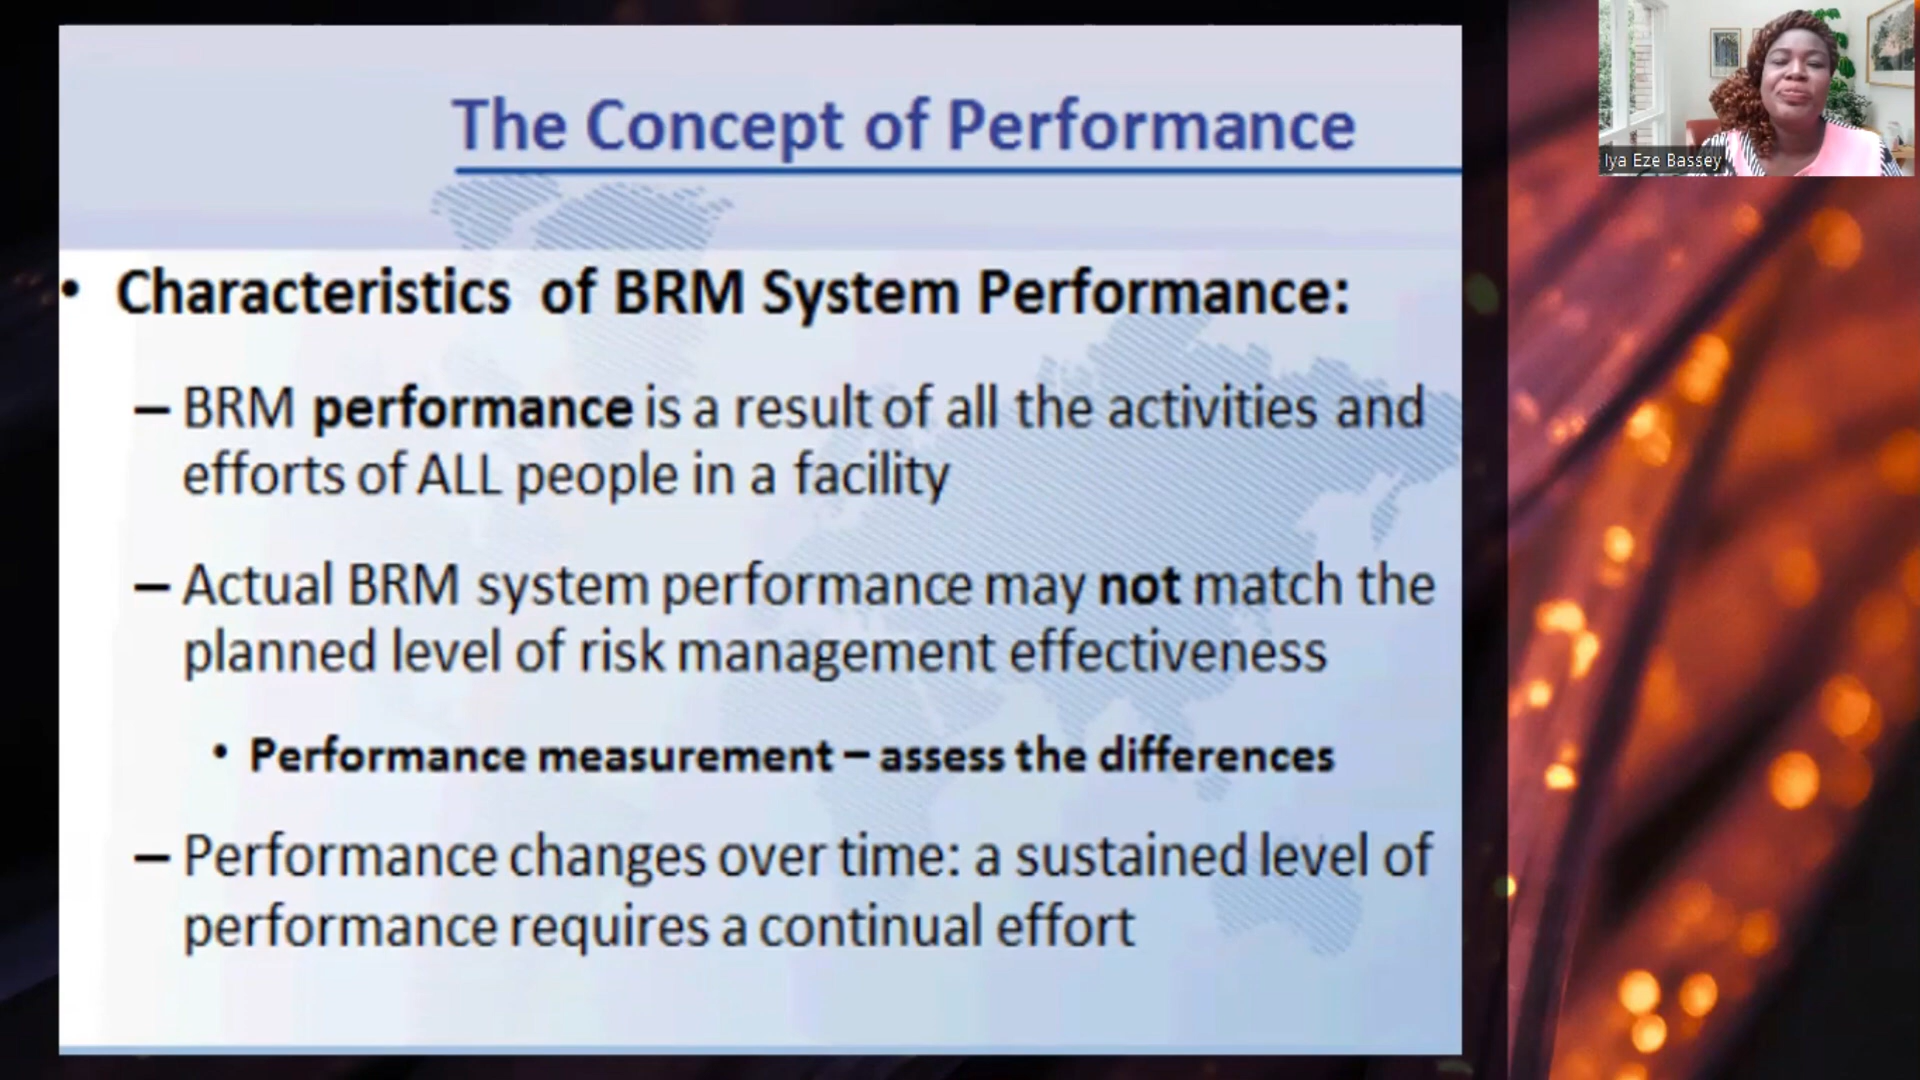 The Concept of Performance
• Characteristics of BRM System Performance:
– BRM performance is a result of all the activities and
efforts of ALL people in a facility
– Actual BRM system performance may not match the
planned level of risk management effectiveness
• Performance measurement – assess the differences
– Performance changes over time: a sustained level of
performance requires a continual effort
Iya Eze Bassey